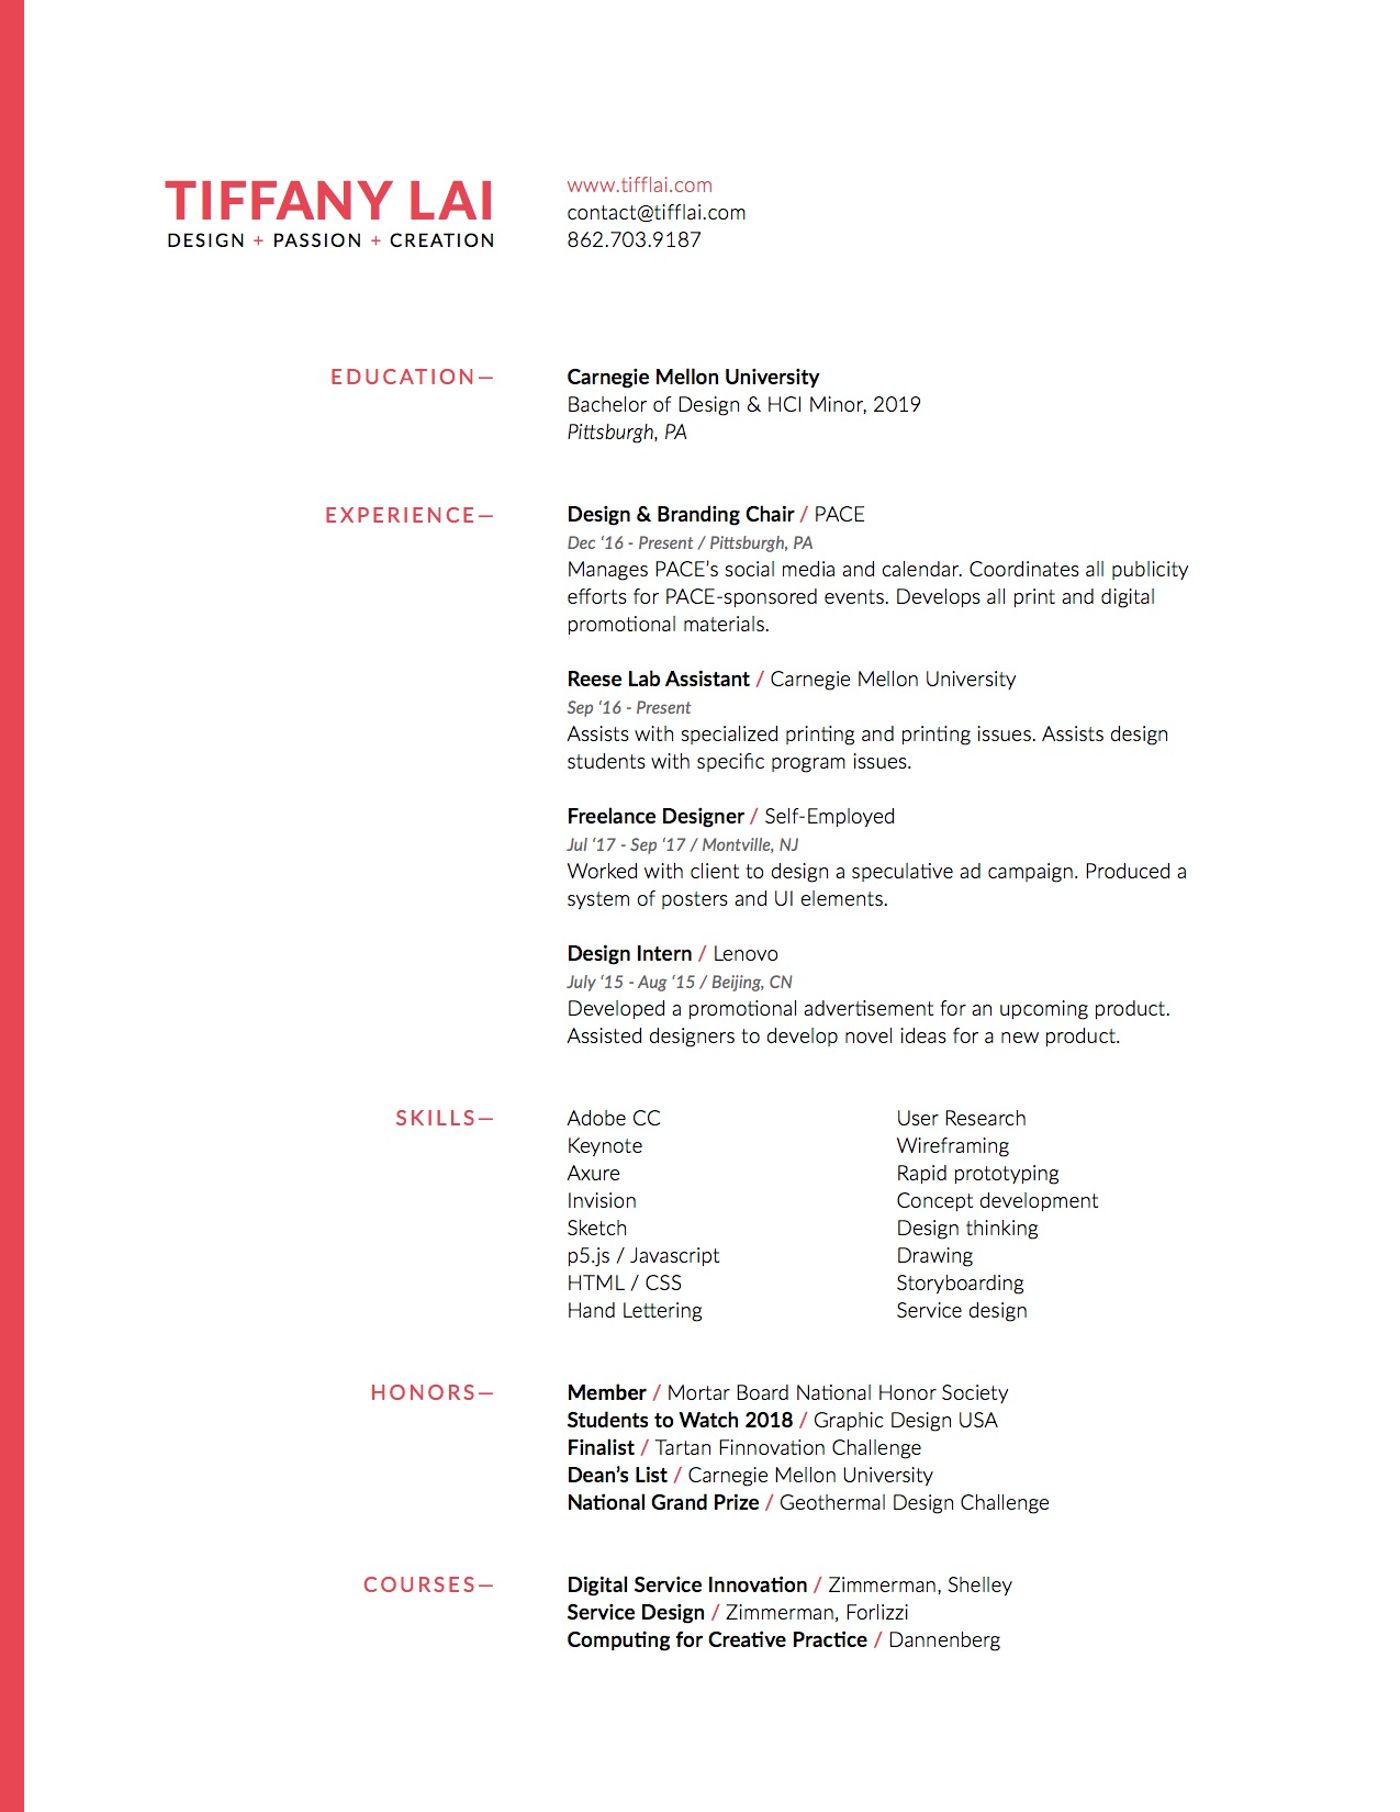 TIFFANY LAI
DESIGN + PASSION + CREATION
www.tifflai.com
contact@tifflai.com
862.703.9187
EDUCATION—
Carnegie Mellon University
Bachelor of Design & HCI Minor, 2019
Pittsburgh, PA
EXPERIENCE—
Design & Branding Chair / PACE
Dec ‘16 - Present / Pittsburgh, PA
Manages PACE’s social media and calendar. Coordinates all publicity
efforts for PACE-sponsored events. Develops all print and digital
promotional materials.
Reese Lab Assistant / Carnegie Mellon University
Sep ‘16 - Present
Assists with specialized printing and printing issues. Assists design
students with specific program issues.
Freelance Designer / Self-Employed
Jul ‘17 - Sep ‘17 / Montville, NJ
Worked with client to design a speculative ad campaign. Produced a
system of posters and UI elements.
Design Intern / Lenovo
July ‘15 - Aug ‘15 / Beijing, CN
Developed a promotional advertisement for an upcoming product.
Assisted designers to develop novel ideas for a new product.
SKILLS—
Adobe CC
Keynote
Axure
Invision
Sketch
p5.js / Javascript
HTML / CSS
Hand Lettering
User Research
Wireframing
Rapid prototyping
Concept development
Design thinking
Drawing
Storyboarding
Service design
HONORS—
Member / Mortar Board National Honor Society
Students to Watch 2018 / Graphic Design USA
Finalist / Tartan Finnovation Challenge
Dean’s List / Carnegie Mellon University
National Grand Prize / Geothermal Design Challenge
COURSES—
Digital Service Innovation / Zimmerman, Shelley
Service Design / Zimmerman, Forlizzi
Computing for Creative Practice / Dannenberg